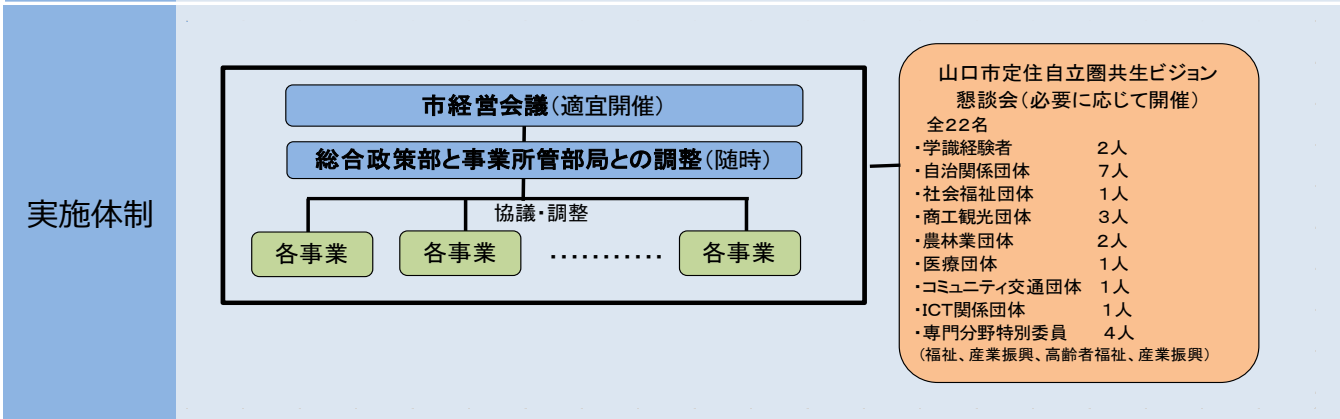 実施体制
市経営会議（適宜開催）
総合政策部と事業所管部局との調整（随時）
協議・調整
各事業
各事業
‥‥‥‥‥‥
各事業
山口市定住自立圏共生ビジョン
懇談会（必要に応じて開催）
全２２名
・学識経験者 ２人
・自治関係団体 ７人
・社会福祉団体 １人
・商工観光団体 ３人
・農林業団体 ２人
・医療団体 １人
・コミュニティ交通団体 １人
・ICT関係団体 １人
・専門分野特別委員 ４人
（福祉、産業振興、高齢者福祉、産業振興）